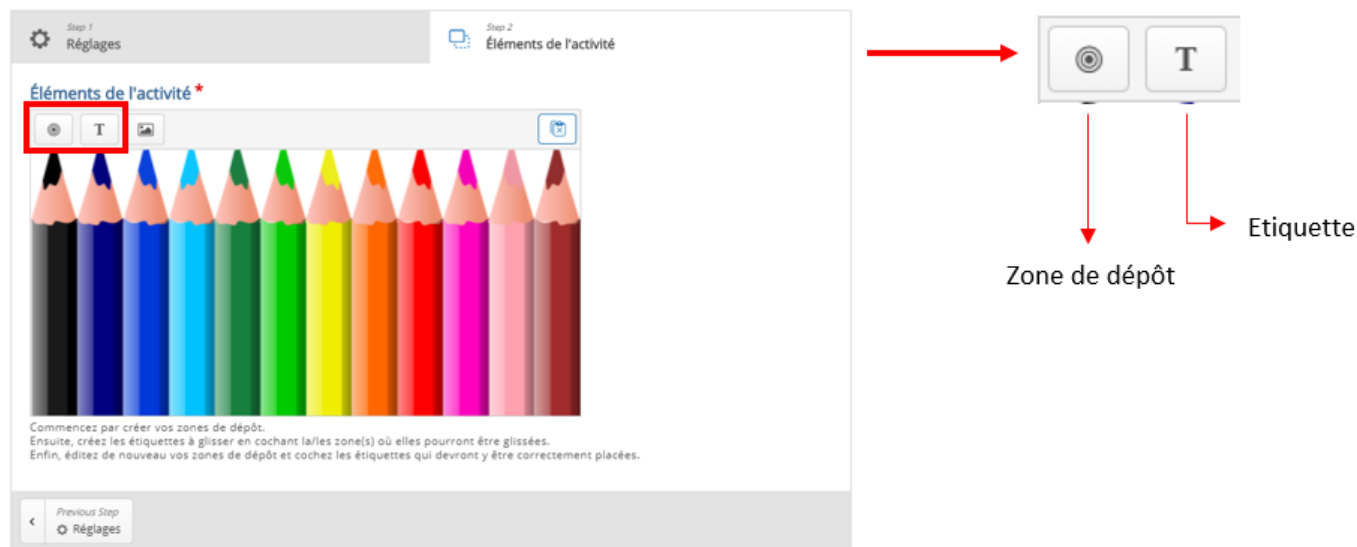 Step 1
Réglages
Step 2
Éléments de l'activité
Éléments de l'activité *
T
T
Etiquette
Zone de dépôt
Commencez par créer vos zones de dépôt.
Ensuite, créez les étiquettes à glisser en cochant la/les zone(s) où elles pourront être glissées.
Enfin, éditez de nouveau vos zones de dépôt et cochez les étiquettes qui devront y être correctement placées.
Previous Step
Réglages